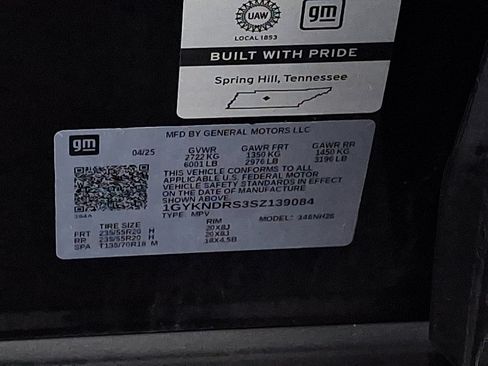 UAW
gm
LOCAL 1853
BUILT WITH PRIDE
Spring Hill, Tennessee
gm
MFD BY GENERAL MOTORS LLC
04/25 GVWR GAWR FRT GAWR RR
2722 KG 1350 KG 1450 KG
6001 LB 2976 LB 3196 LB
THIS VEHICLE CONFORMS TO ALL
APPLICABLE U.S. FEDERAL MOTOR
VEHICLE SAFETY STANDARDS IN EFFECT
ON THE DATE OF MANUFACTURE
SHOWN ABOVE.
1GYKNDRS3SZ139084
TYPE: MPV MODEL:
TIRE SIZE RIM
FRT 235/55R20 H 20X8J
RR 235/55R20 H 20X8J
SPA T135/70R18 M 18X4.5B